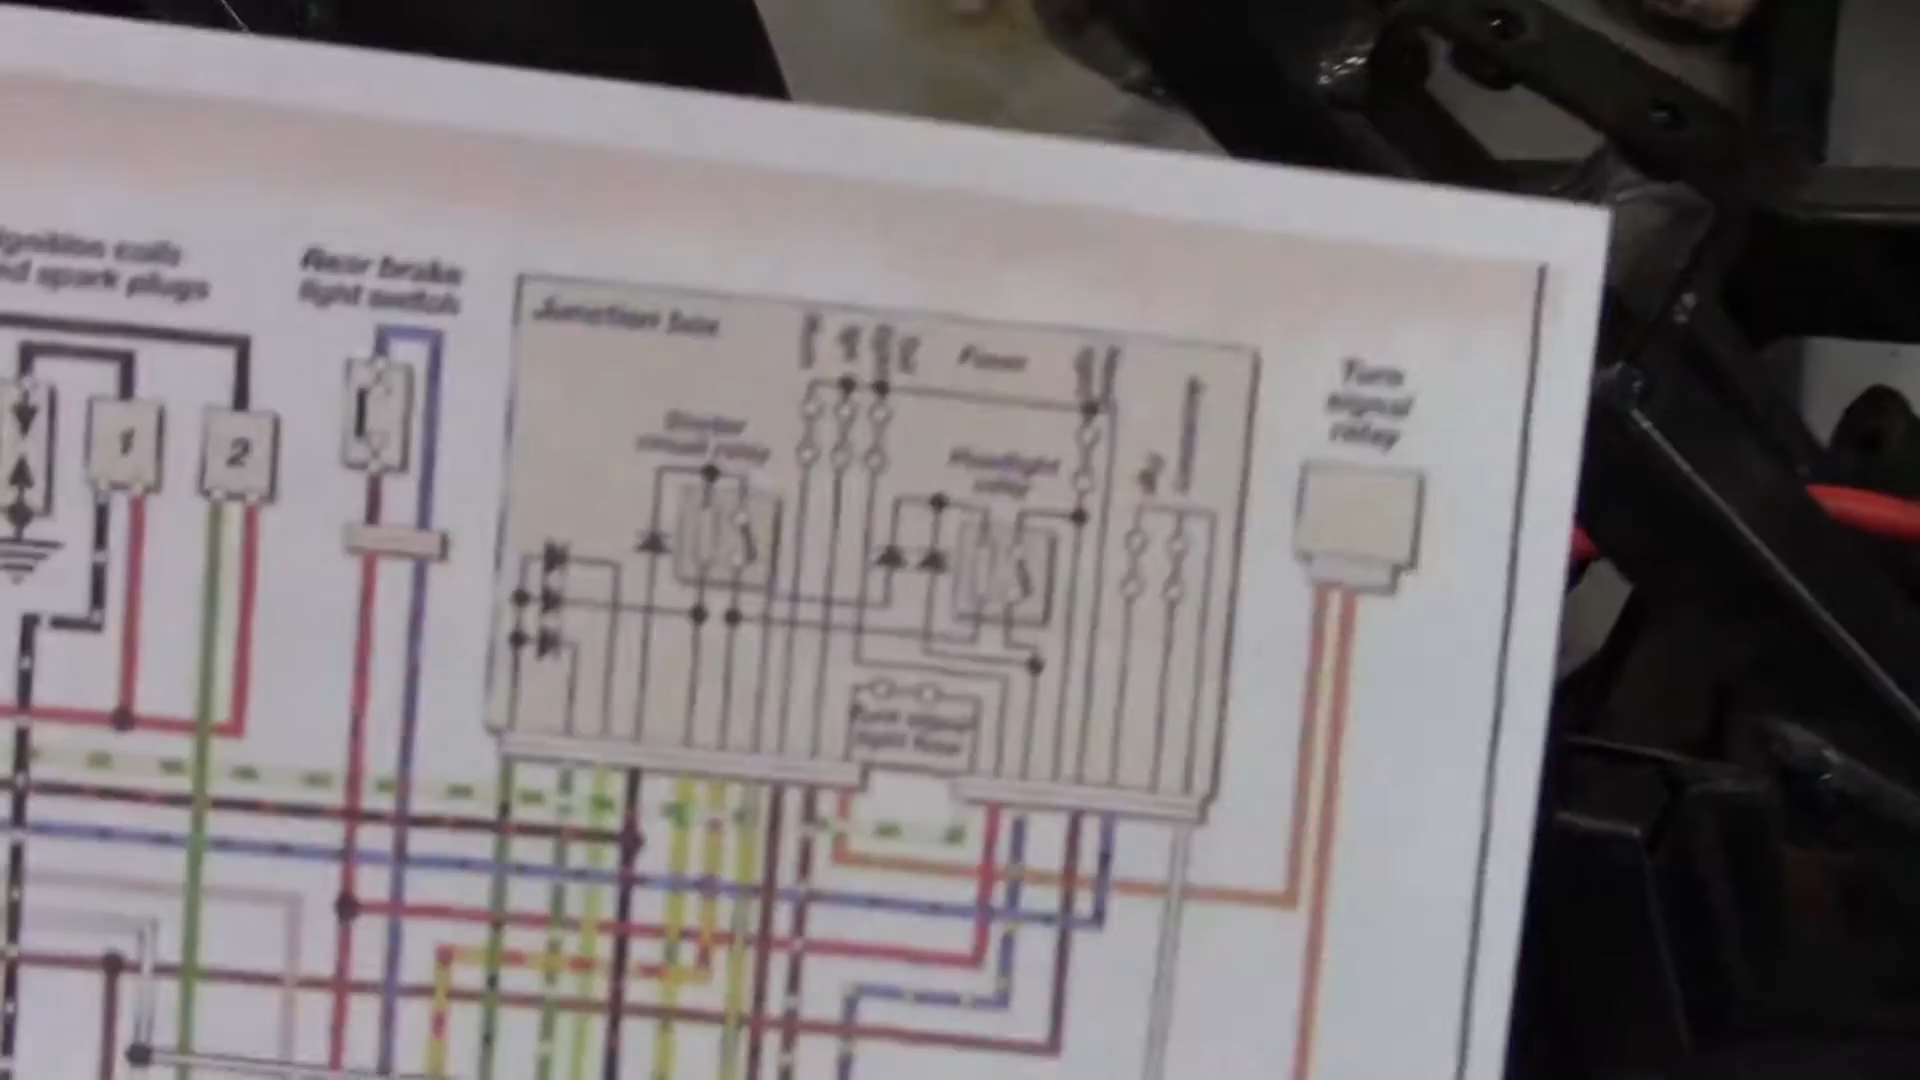 Ignition coils
and spark plugs
Rear brake
light switch
Junction box
Fuses
Turn
signal
relay
Starter
circuit relay
Headlight
relay
1
2
Turn signal
light fuse